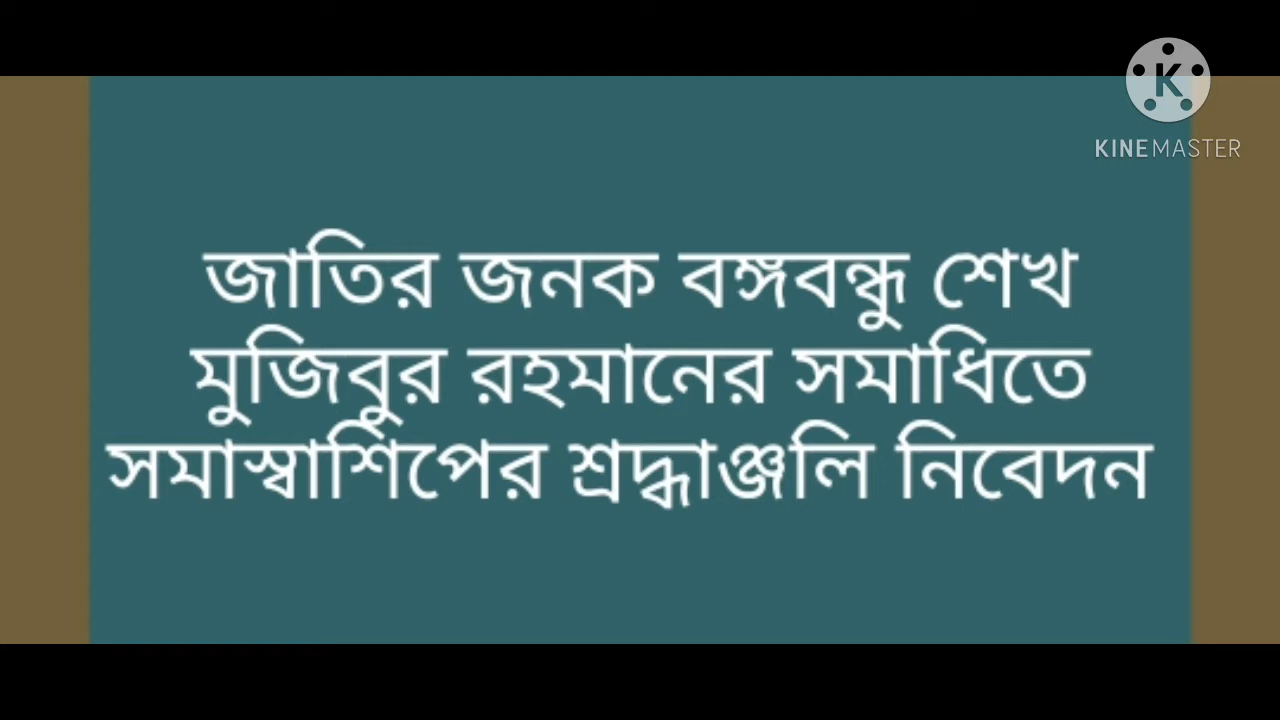 KINEMASTER
জাতির জনক বঙ্গবন্ধু শেখ
মুজিবুর রহমানের সমাধিতে
সমাস্বাশিপের শ্রদ্ধাঞ্জলি নিবেদন